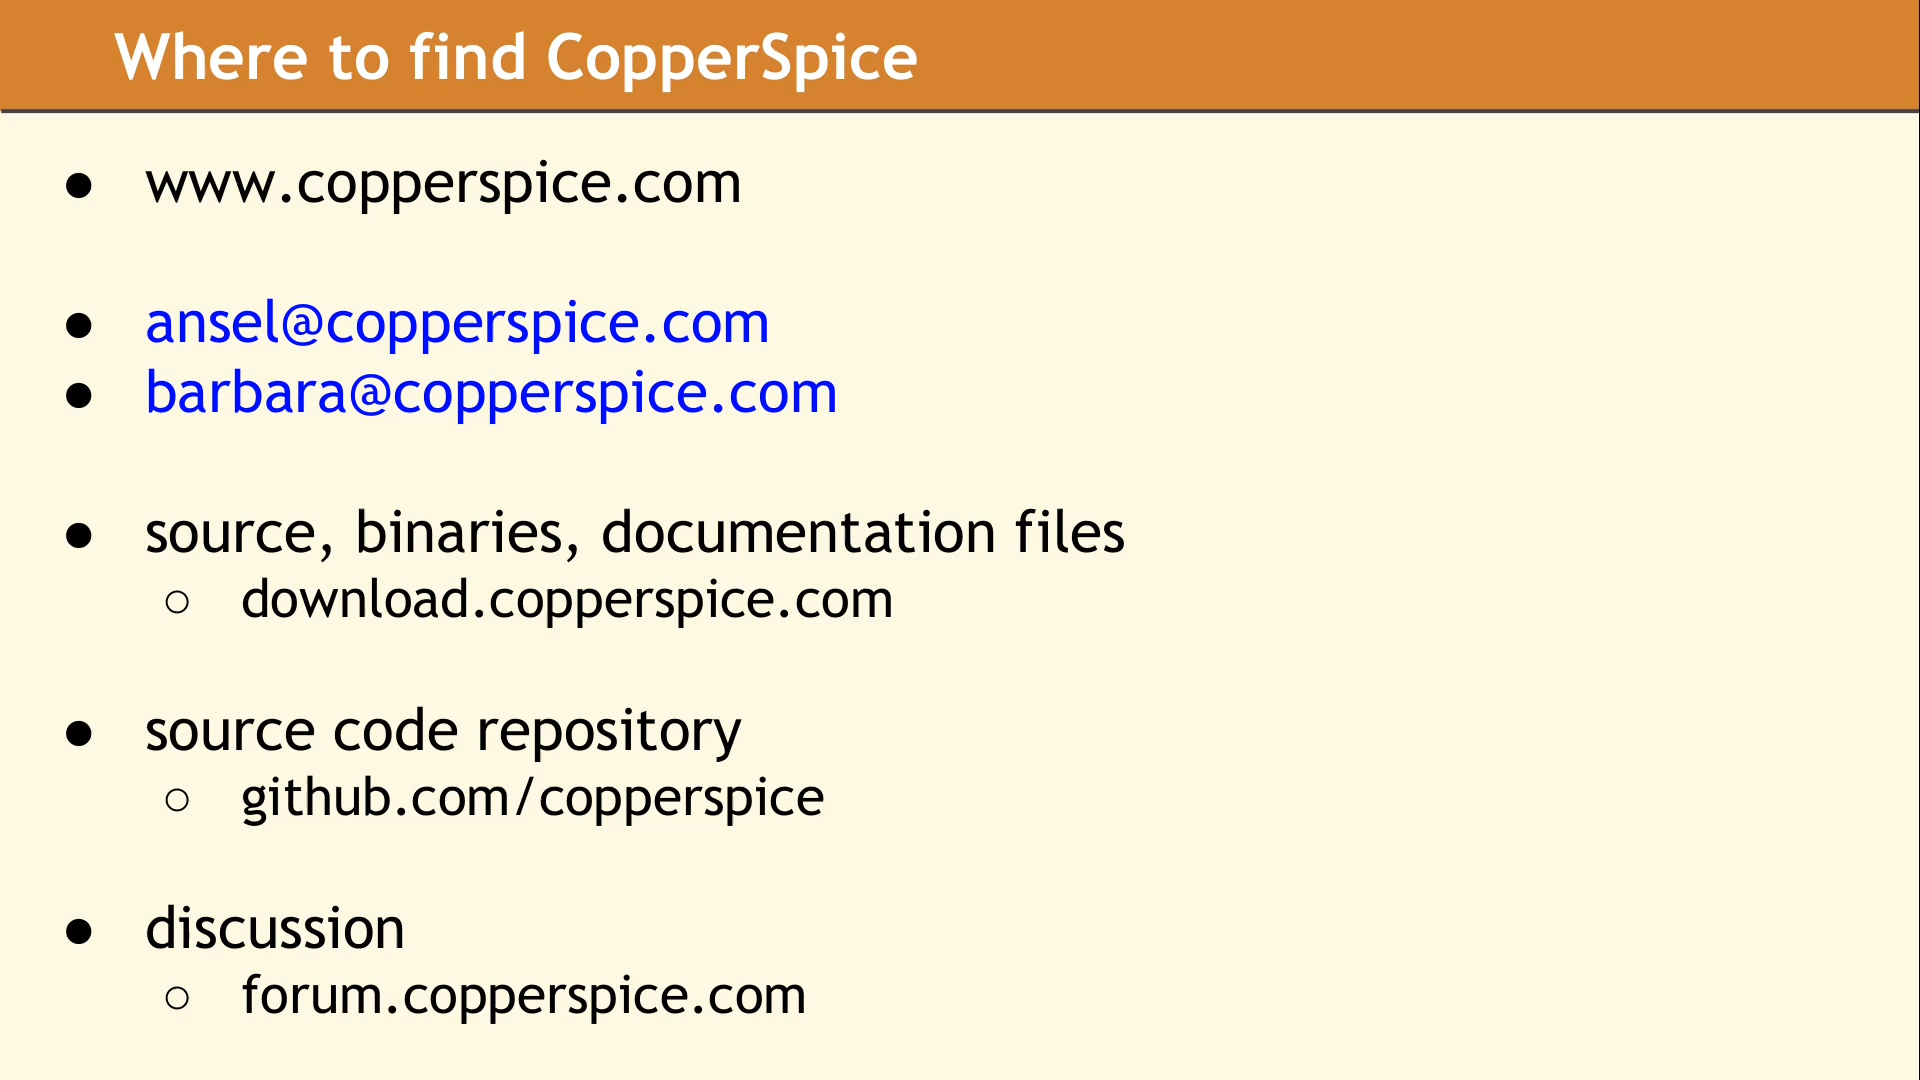 Where to find CopperSpice
● www.copperspice.com
● ansel@copperspice.com
● barbara@copperspice.com
● source, binaries, documentation files
○ download.copperspice.com
● source code repository
○ github.com/copperspice
● discussion
○ forum.copperspice.com